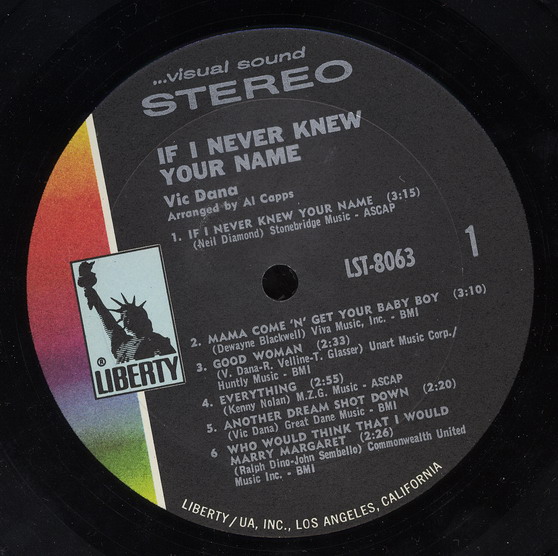 ...visual sound
STEREO
IF I NEVER KNEW
YOUR NAME
Vic Dana
Arranged by Al Capps
1. IF I NEVER KNEW YOUR NAME (3:15)
(Neil Diamond) Stonebridge Music - ASCAP
LST-8063
1
® LIBERTY
2. MAMA COME 'N' GET YOUR BABY BOY (3:10)
(Dewayne Blackwell) Viva Music, Inc. - BMI
3. GOOD WOMAN (2:33)
(V. Dana-R. Velline-T. Glasser) Unart Music Corp./
Huntly Music - BMI
4. EVERYTHING (2:55)
(Kenny Nolan) M.Z.G. Music - ASCAP
5. ANOTHER DREAM SHOT DOWN (2:20)
(Vic Dana) Great Dane Music - BMI
6 WHO WOULD THINK THAT I WOULD
MARRY MARGARET (2:26)
(Ralph Dino-John Sembello) Commonwealth United
Music Inc. - BMI
LIBERTY/UA, INC., LOS ANGELES, CALIFORNIA